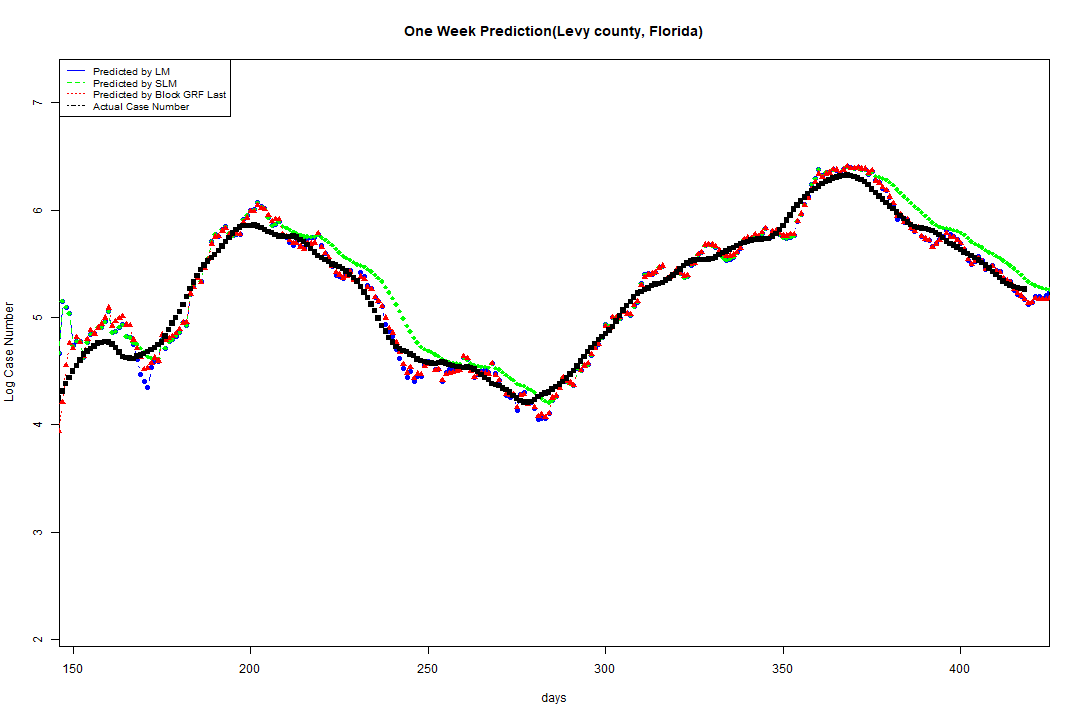 One Week Prediction(Levy county, Florida)
Predicted by LM
Predicted by SLM
Predicted by Block GRF Last
Actual Case Number
7
6
5
4
3
2
Log Case Number
150 200 250 300 350 400
days